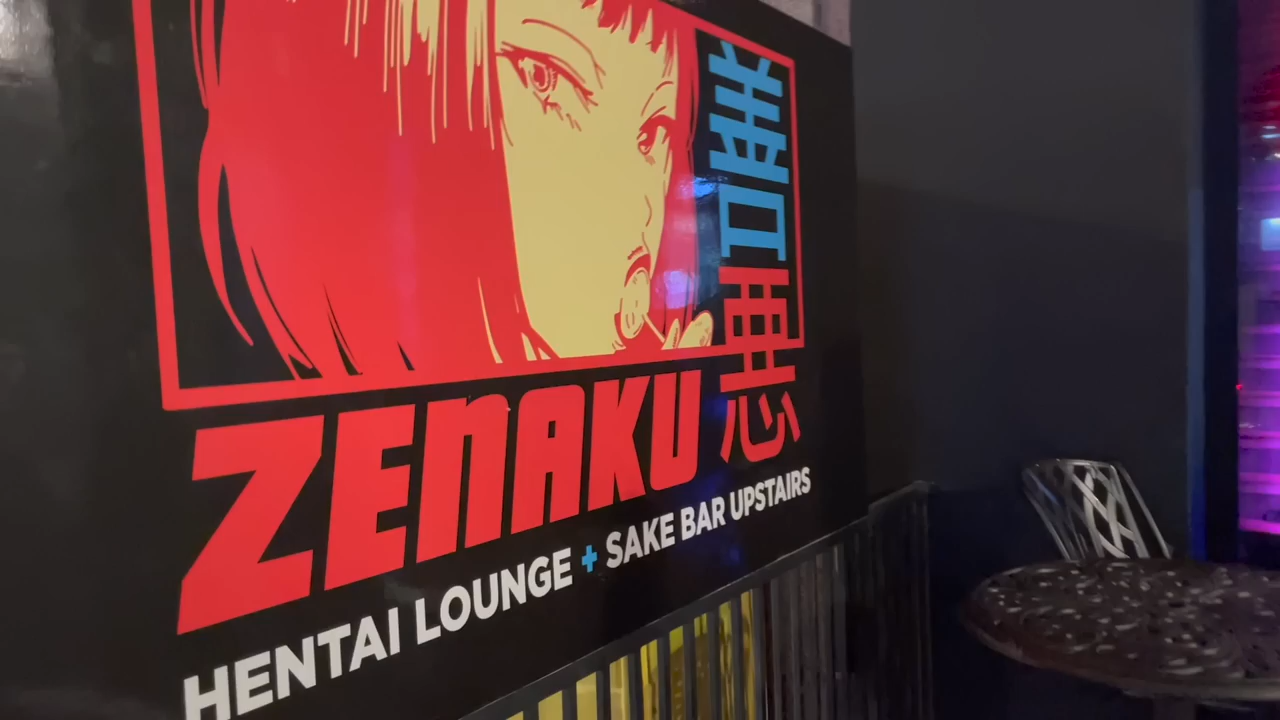 善悪
ZENAKU
HENTAI LOUNGE + SAKE BAR UPSTAIRS